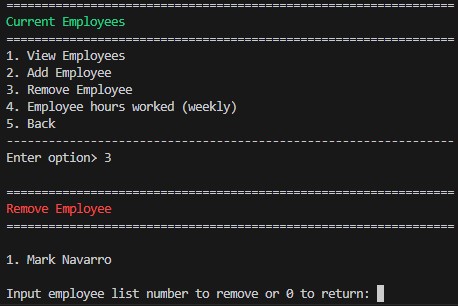 ================================================================
Current Employees
================================================================
1. View Employees
2. Add Employee
3. Remove Employee
4. Employee hours worked (weekly)
5. Back
----------------------------------------------------------------
Enter option> 3
================================================================
Remove Employee
================================================================
1. Mark Navarro
Input employee list number to remove or 0 to return: